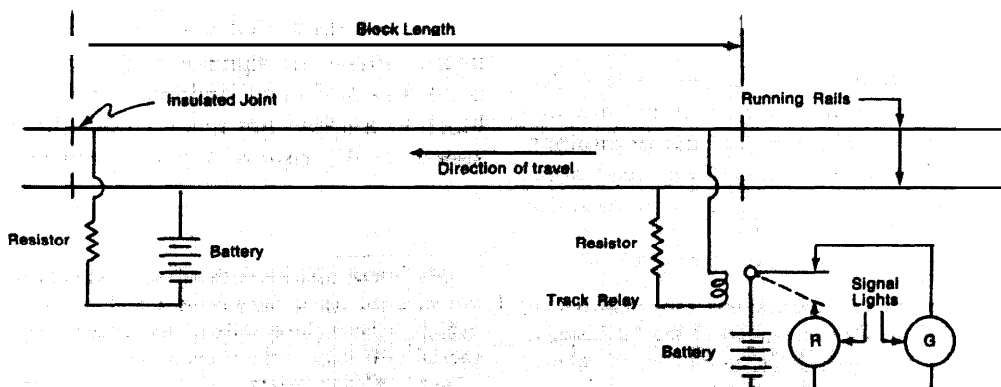 Block Length
Insulated Joint
Running Rails
Direction of travel
Resistor
Battery
Resistor
Track Relay
Signal
Lights
Battery
R
G